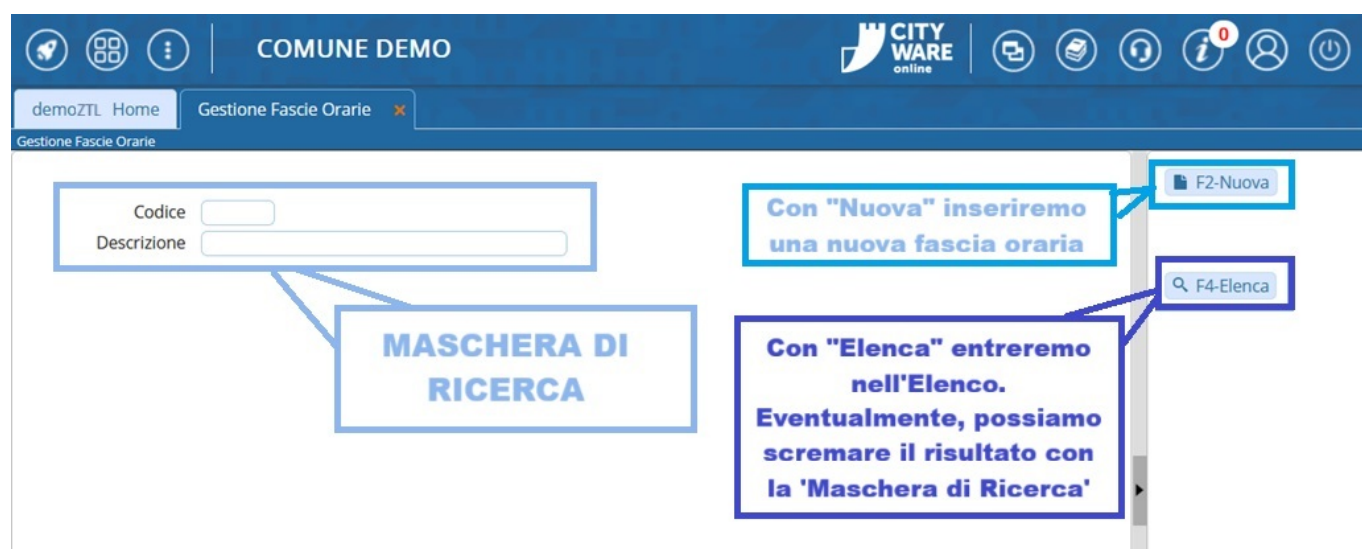 COMUNE DEMO
CITY
WARE
online
i
0
demoZTL Home
Gestione Fascie Orarie
Gestione Fascie Orarie
Codice
Descrizione
MASCHERA DI
RICERCA
Con "Nuova" inseriremo
una nuova fascia oraria
F2-Nuova
F4-Elenca
Con "Elenca" entreremo
nell'Elenco.
Eventualmente, possiamo
scremare il risultato con
la 'Maschera di Ricerca'